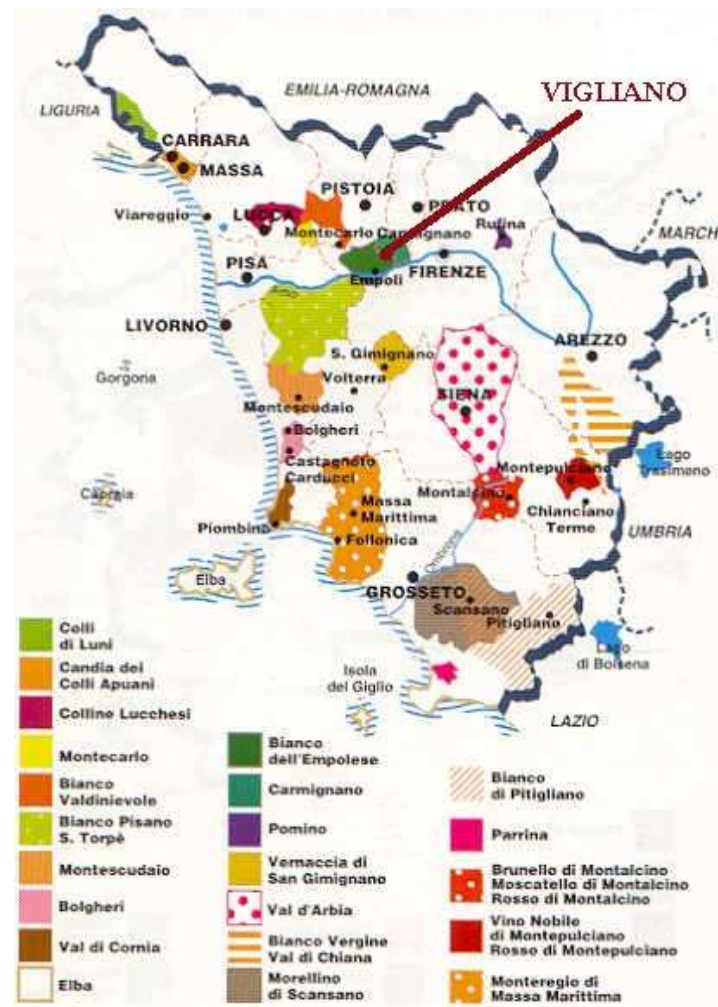 EMILIA-ROMAGNA
VIGLIANO
LIGURIA
CARRARA
MASSA
PISTOIA
PRATO
Viareggio
LUCCA
Rufina
MARCH
Montecarlo Carmignano
PISA
Empoli
FIRENZE
LIVORNO
AREZZO
S. Gimignano
Gorgona
Volterra
SIENA
Montescudaio
Bolgheri
Castagneto
Carducci
Montepulciano
Lago
Trasimeno
Capraia
Massa
Marittima
Montalcino
Chianciano
Terme
Piombino
Follonica
UMBRIA
Ombrone
Elba
GROSSETO
Scansano
Pitigliano
Lago
di Bolsena
Isola
del Giglio
LAZIO
Colli
di Luni
Candia dei
Colli Apuani
Colline Lucchesi
Montecarlo
Bianco
Valdinievole
Bianco Pisano
S. Torpè
Montescudaio
Bolgheri
Val di Cornia
Elba
Bianco
dell'Empolese
Carmignano
Pomino
Vernaccia di
San Gimignano
Val d'Arbia
Bianco Vergine
Val di Chiana
Morellino
di Scansano
Bianco
di Pitigliano
Parrina
Brunello di Montalcino
Moscatello di Montalcino
Rosso di Montalcino
Vino Nobile
di Montepulciano
Rosso di Montepulciano
Monteregio di
Massa Marittima